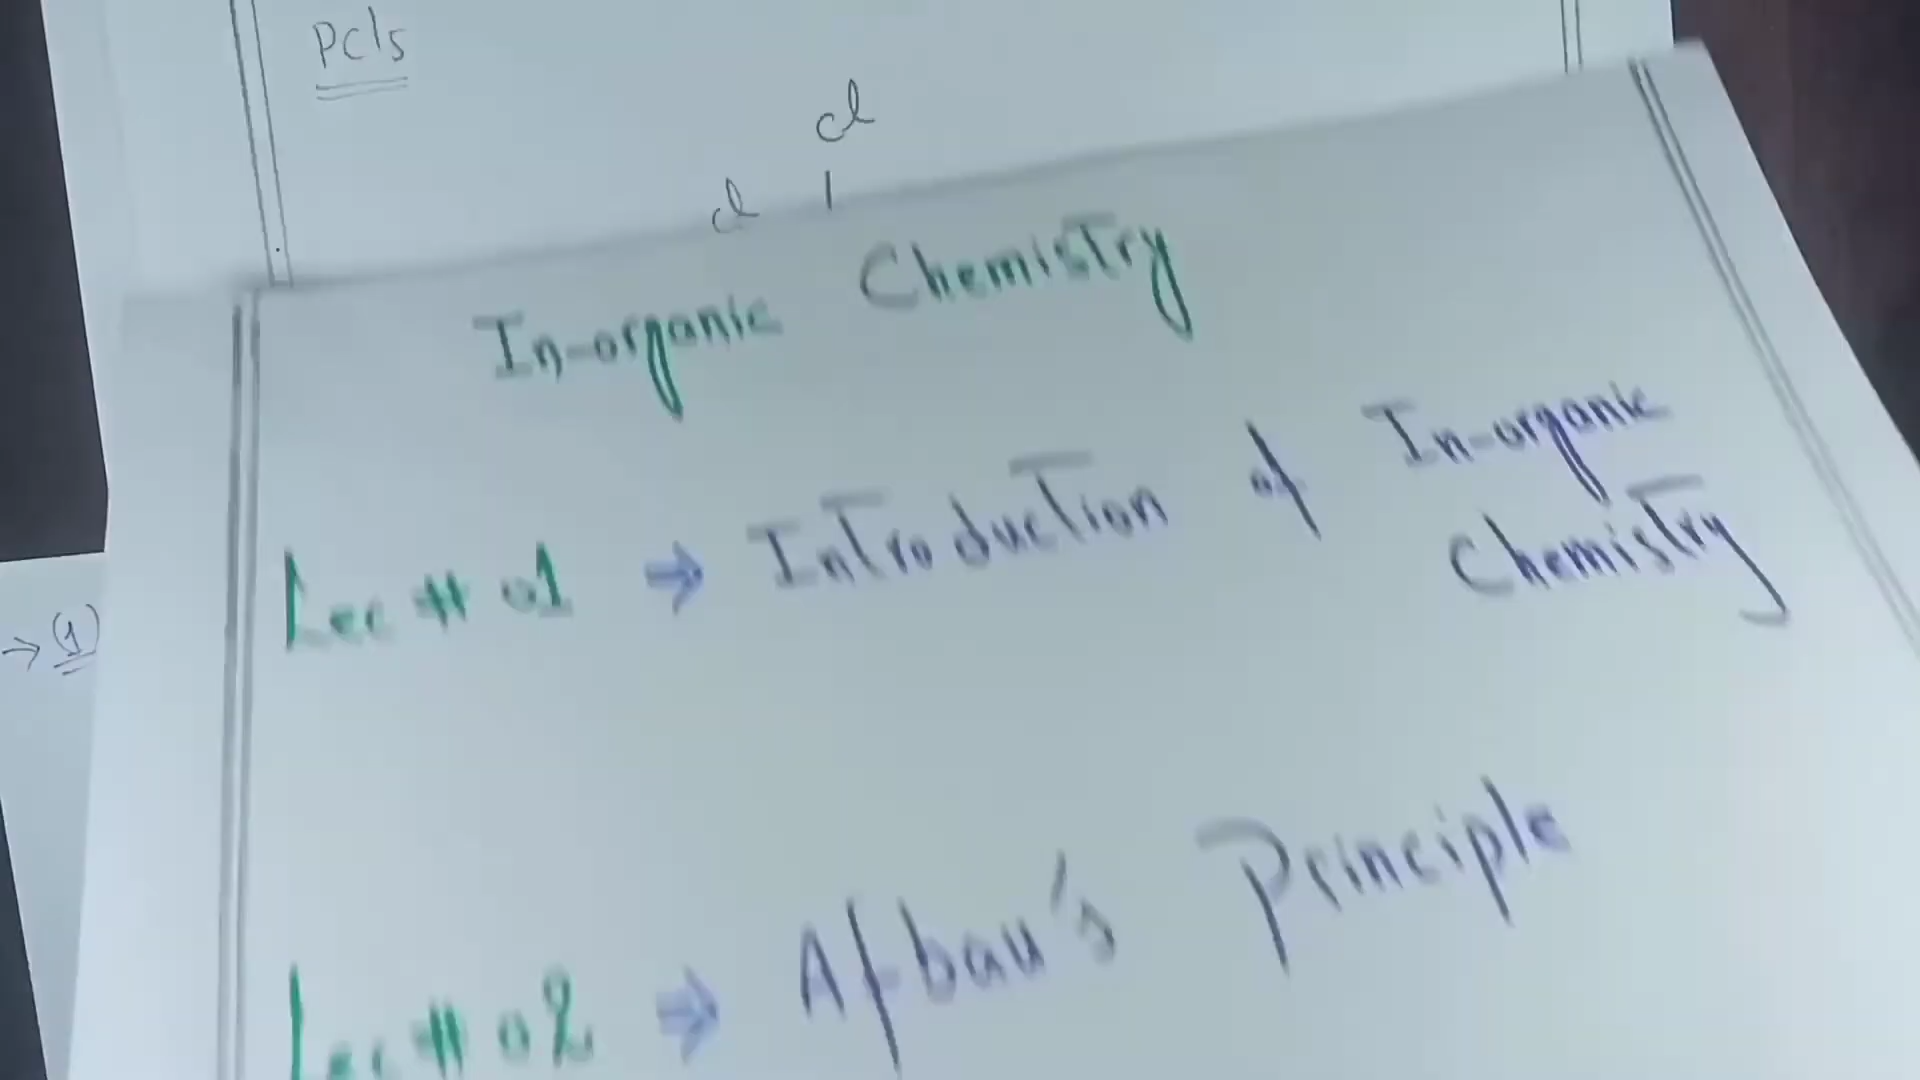 PCl5
cl
cl
In-organic Chemistry
Lec # 01 → Introduction of In-organic
Chemistry
→ (1)
Lec # 02 → Afbau's Principle